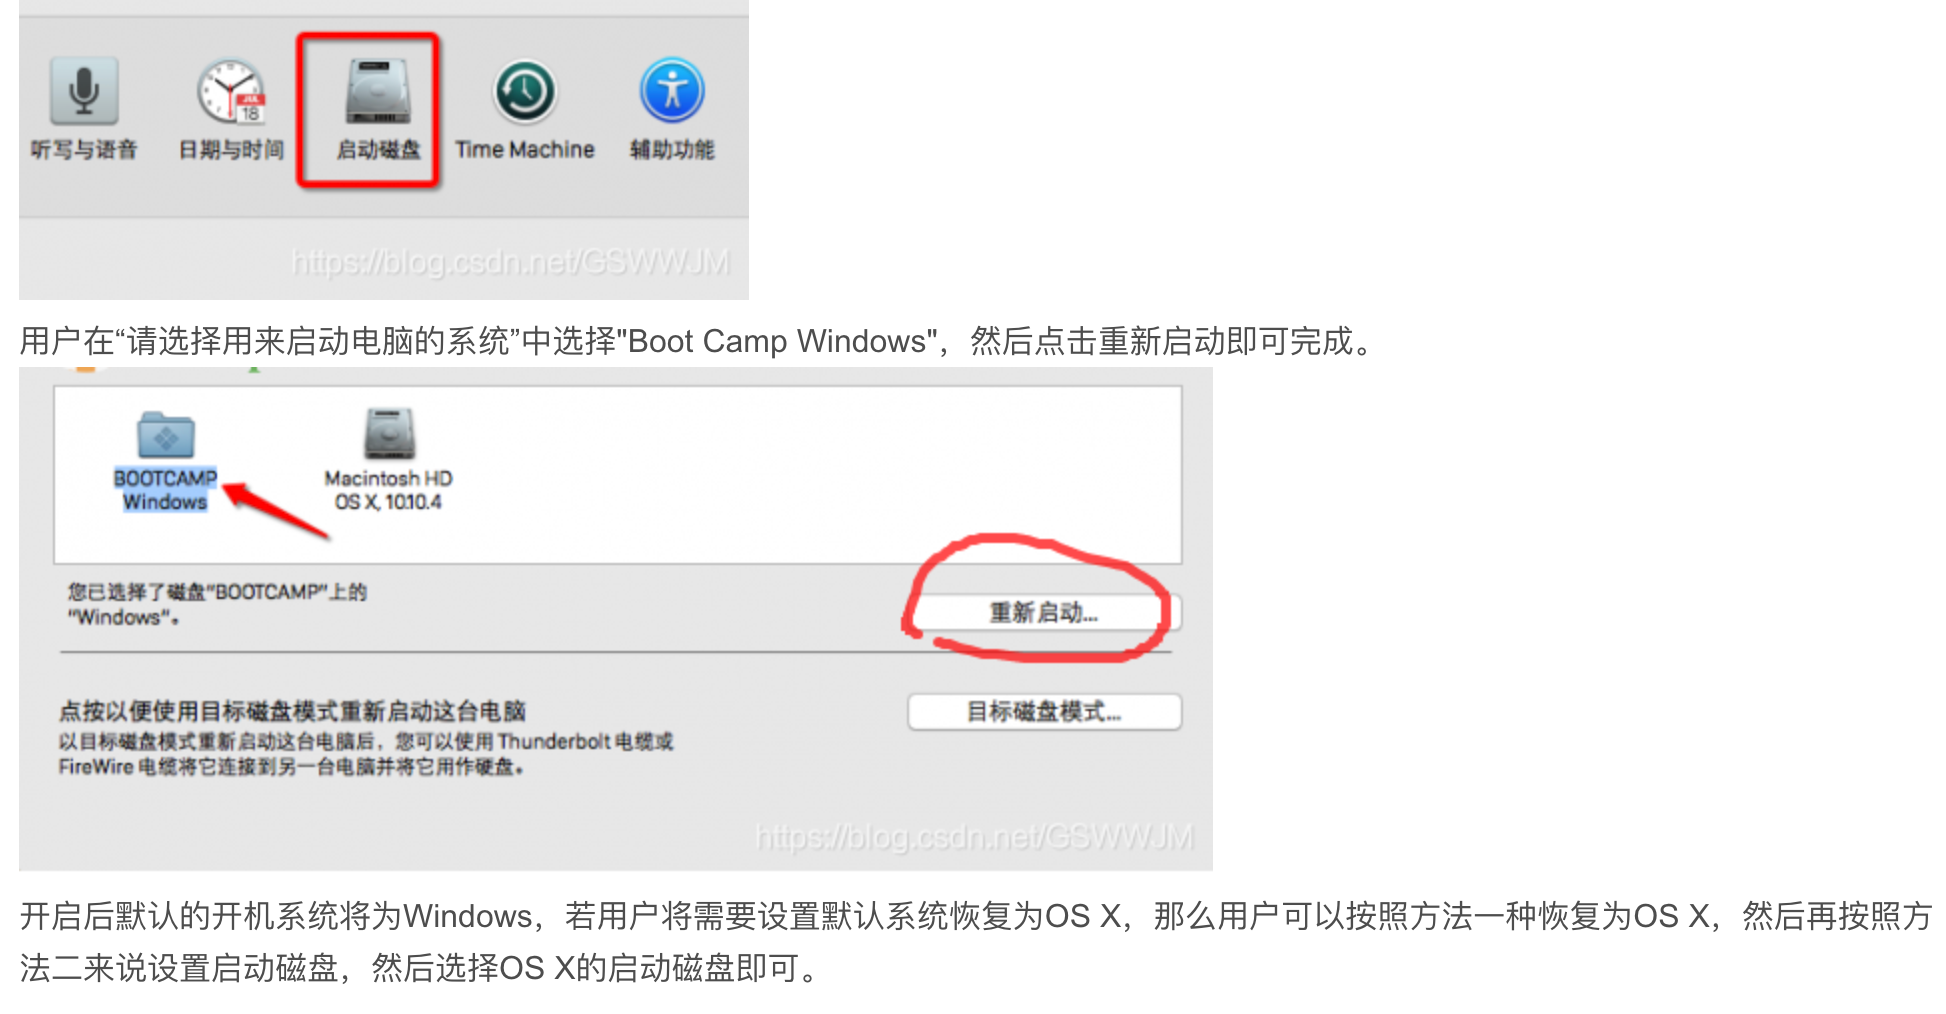 JUL
18
听写与语音
日期与时间
启动磁盘
Time Machine
辅助功能
https://blog.csdn.net/GSWWJM
用户在“请选择用来启动电脑的系统”中选择"Boot Camp Windows"，然后点击重新启动即可完成。
BOOTCAMP
Windows
Macintosh HD
OS X, 10.10.4
您已选择了磁盘“BOOTCAMP”上的
“Windows”。
重新启动...
点按以便使用目标磁盘模式重新启动这台电脑
目标磁盘模式...
以目标磁盘模式重新启动这台电脑后，您可以使用 Thunderbolt 电缆或
FireWire 电缆将它连接到另一台电脑并将它用作硬盘。
https://blog.csdn.net/GSWWJM
开启后默认的开机系统将为Windows，若用户将需要设置默认系统恢复为OS X，那么用户可以按照方法一种恢复为OS X，然后再按照方
法二来说设置启动磁盘，然后选择OS X的启动磁盘即可。